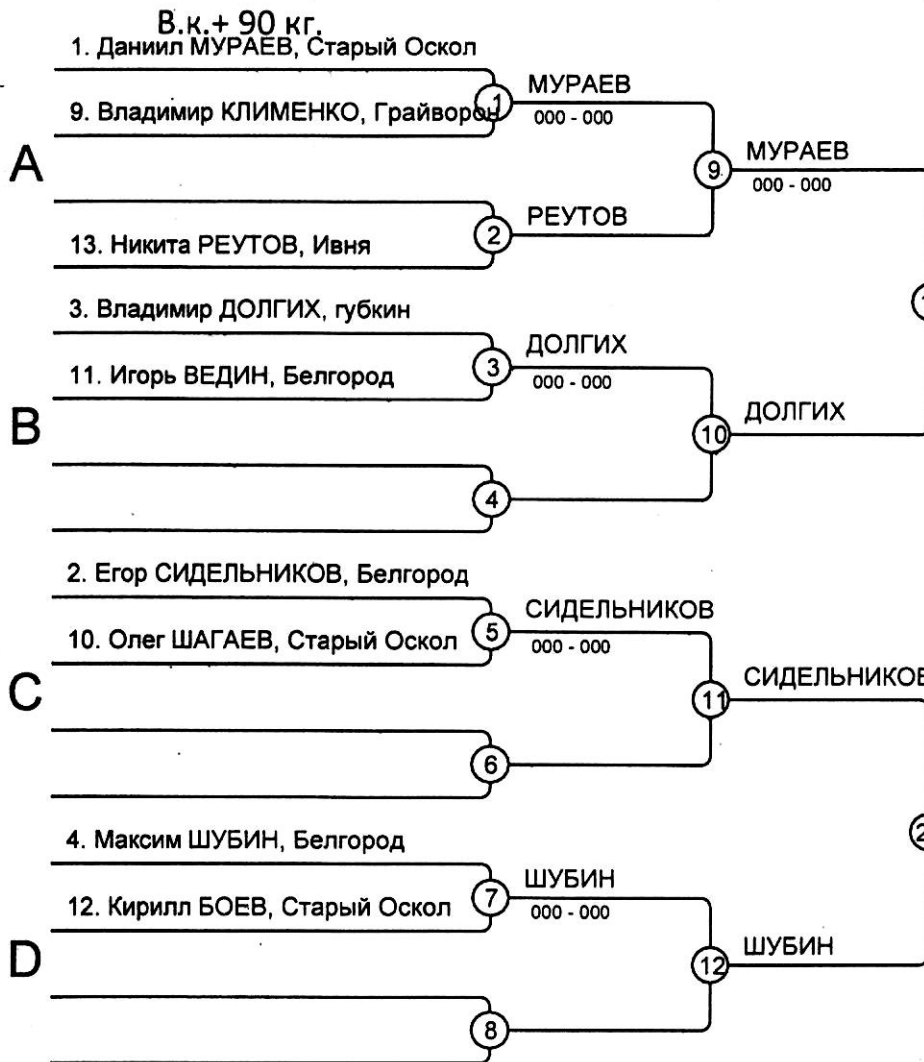 В.к.+ 90 кг.
1. Даниил МУРАЕВ, Старый Оскол
1
МУРАЕВ
000 - 000
9. Владимир КЛИМЕНКО, Грайворон
A
9
МУРАЕВ
000 - 000
2
РЕУТОВ
13. Никита РЕУТОВ, Ивня
3. Владимир ДОЛГИХ, губкин
3
ДОЛГИХ
000 - 000
11. Игорь ВЕДИН, Белгород
B
10
ДОЛГИХ
4
2. Егор СИДЕЛЬНИКОВ, Белгород
5
СИДЕЛЬНИКОВ
000 - 000
10. Олег ШАГАЕВ, Старый Оскол
C
11
СИДЕЛЬНИКОВ
6
4. Максим ШУБИН, Белгород
2
7
ШУБИН
000 - 000
12. Кирилл БОЕВ, Старый Оскол
D
12
ШУБИН
8